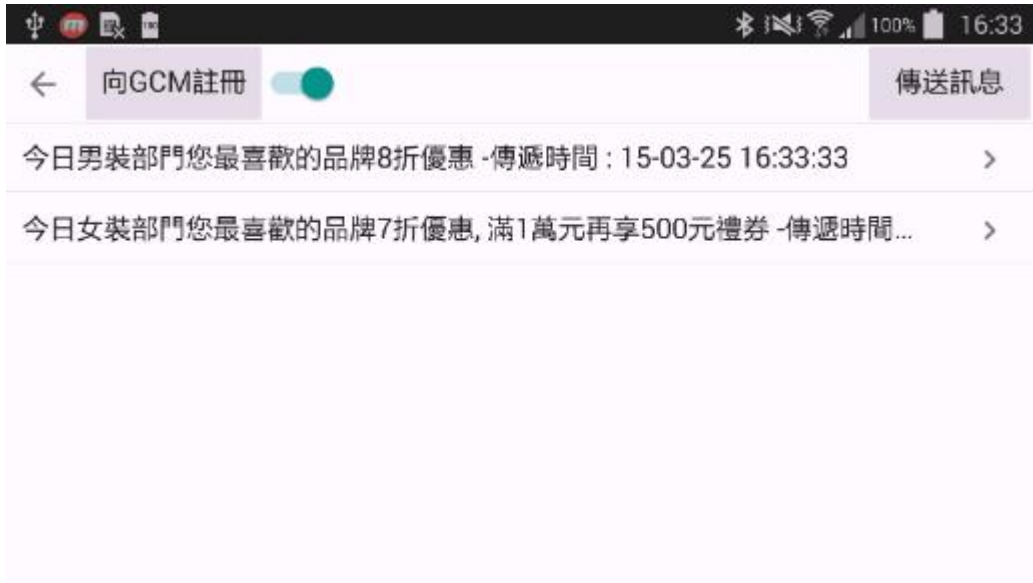 100% 16:33
向GCM註冊 傳送訊息
今日男裝部門您最喜歡的品牌8折優惠 -傳遞時間 : 15-03-25 16:33:33
今日女裝部門您最喜歡的品牌7折優惠, 滿1萬元再享500元禮券 -傳遞時間...